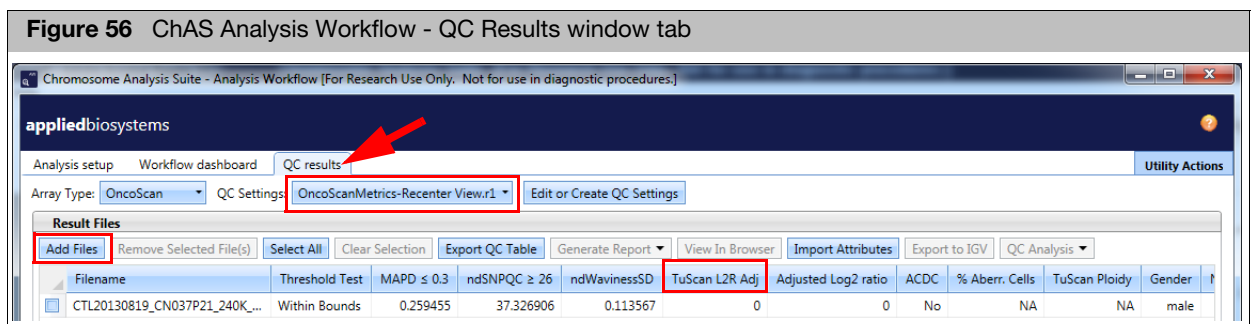 Figure 56 ChAS Analysis Workflow - QC Results window tab
Chromosome Analysis Suite - Analysis Workflow [For Research Use Only. Not for use in diagnostic procedures.]
appliedbiosystems
Analysis setup Workflow dashboard QC results Utility Actions
Array Type: OncoScan QC Settings: OncoScanMetrics-Recenter View.r1 Edit or Create QC Settings
Result Files
Add Files Remove Selected File(s) Select All Clear Selection Export QC Table Generate Report View In Browser Import Attributes Export to IGV QC Analysis
Filename Threshold Test MAPD ≤ 0.3 ndSNPQC ≥ 26 ndWavinessSD TuScan L2R Adj Adjusted Log2 ratio ACDC % Aberr. Cells TuScan Ploidy Gender
CTL20130819_CN037P21_240K_... Within Bounds 0.259455 37.326906 0.113567 0 0 No NA NA male